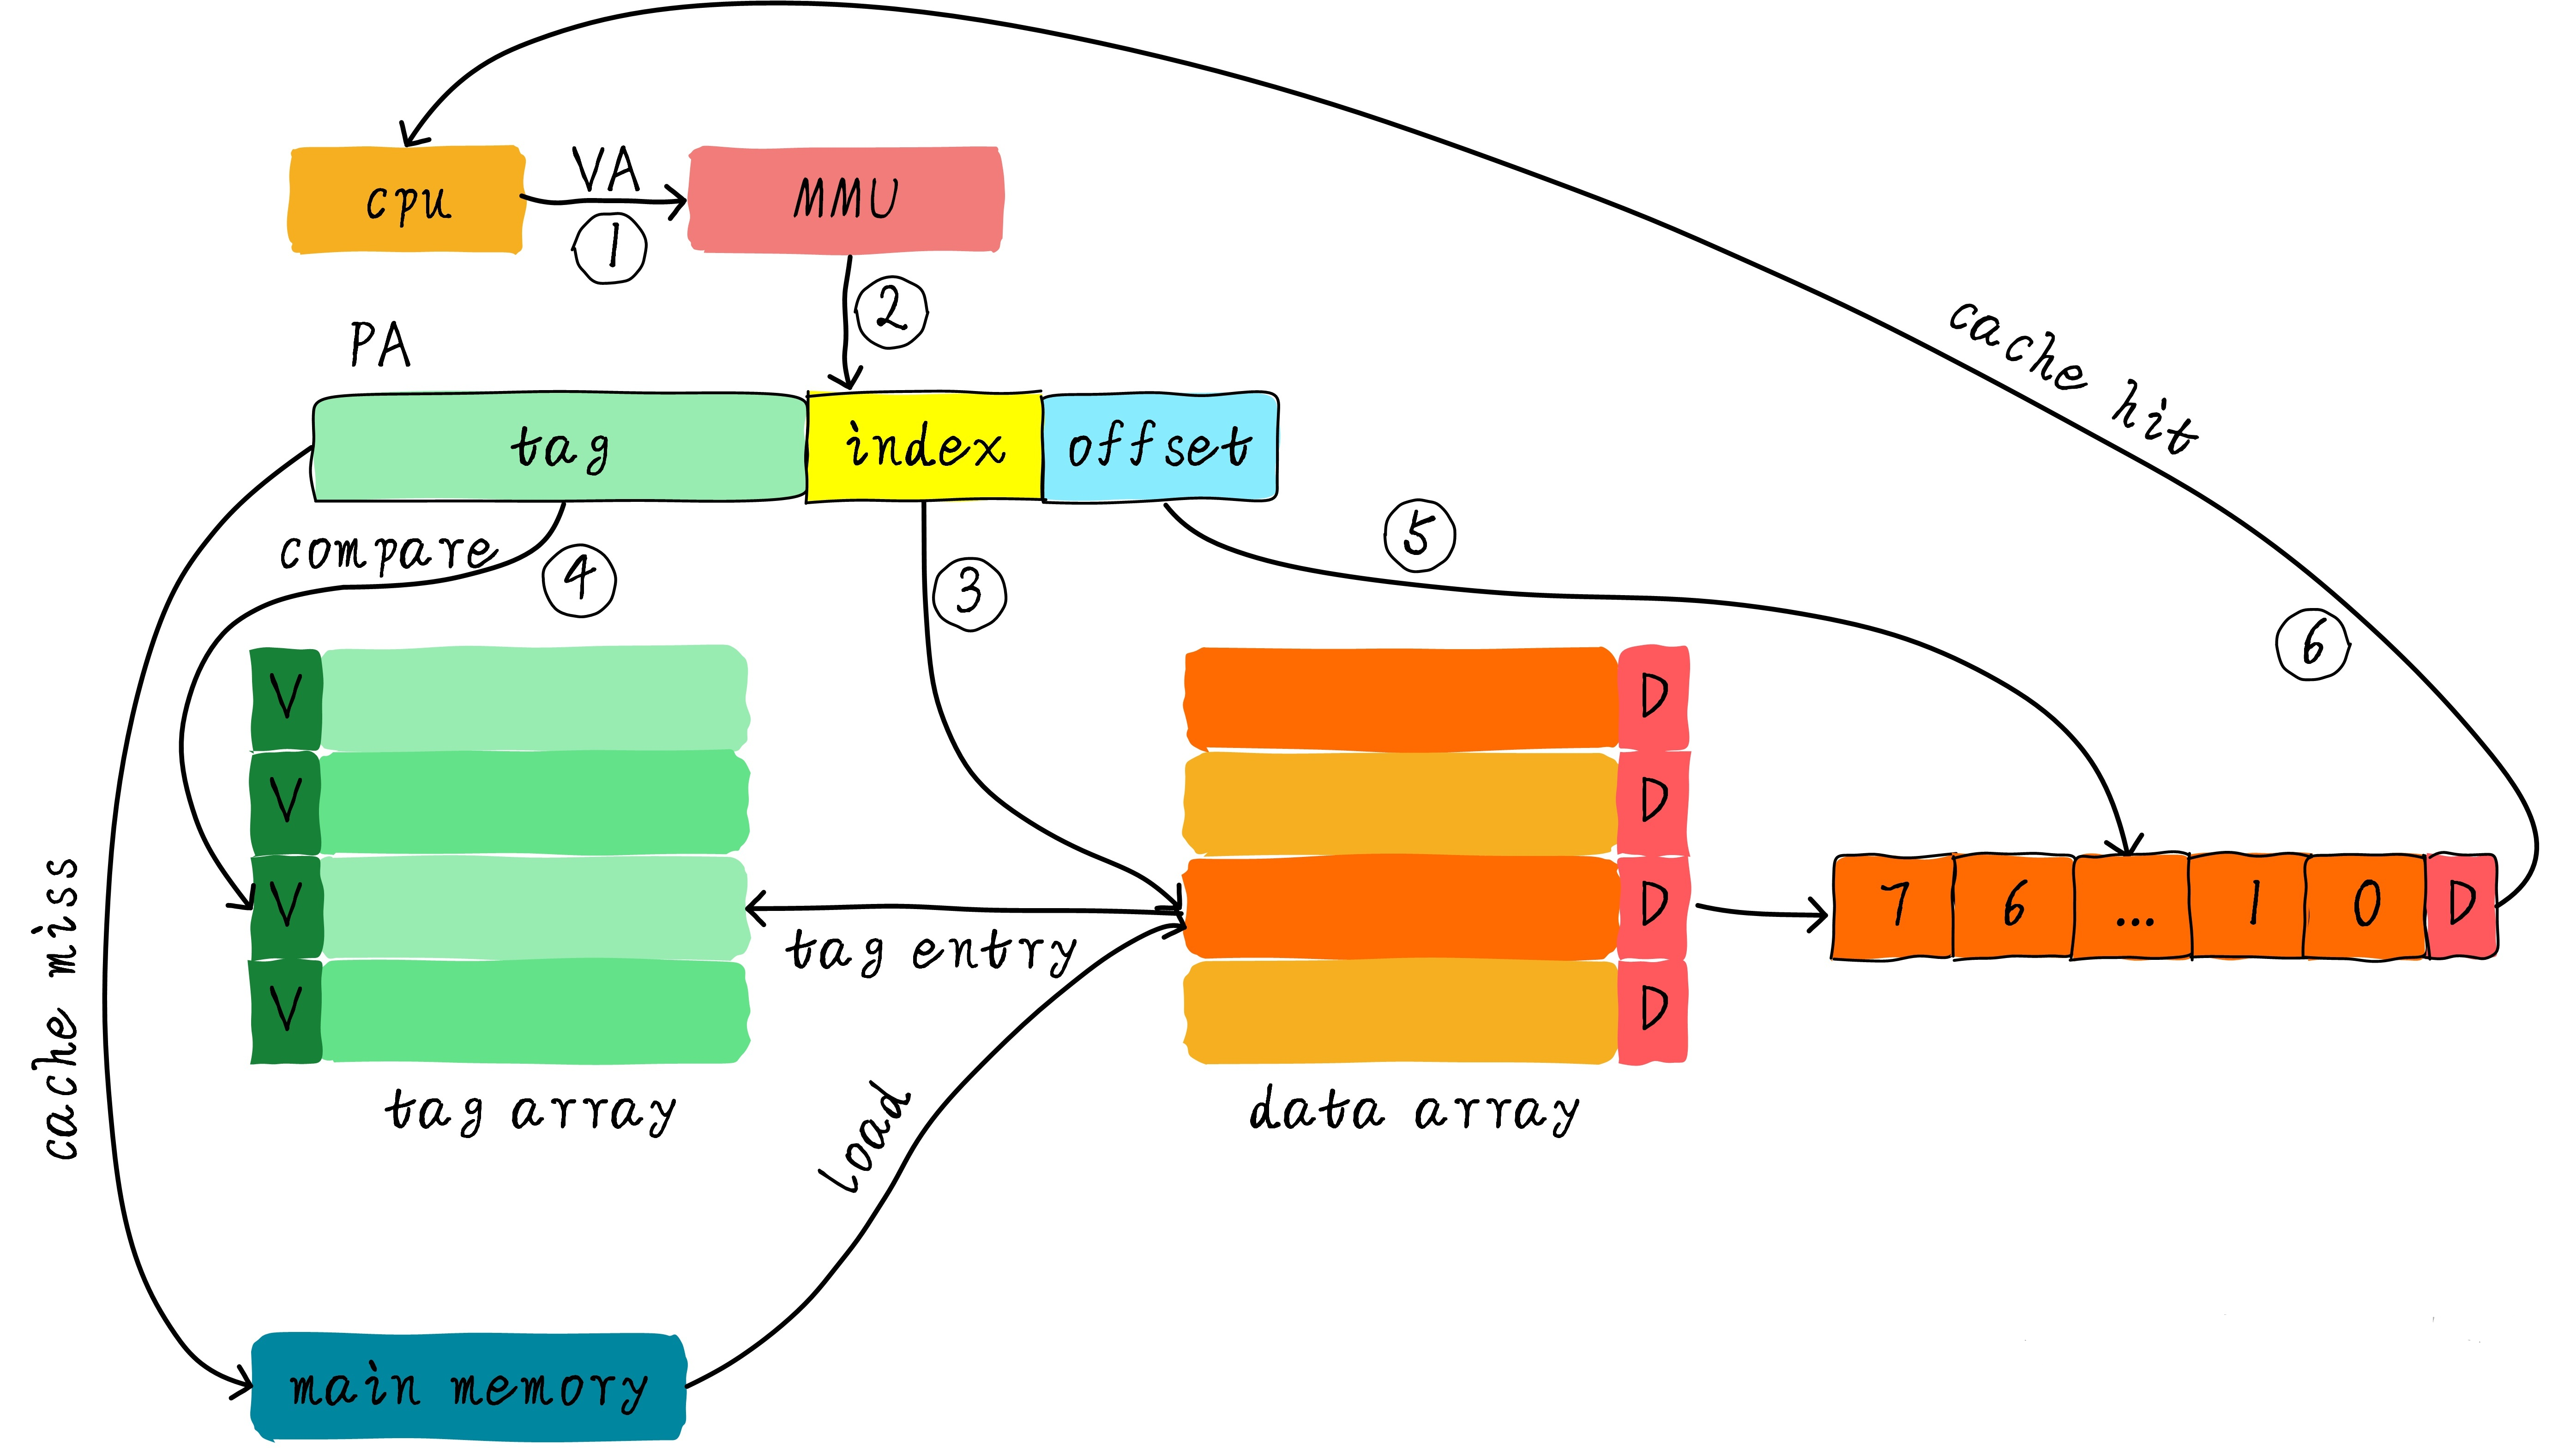 cpu
VA
①
MMU
②
PA
tag
index
offset
cache hit
compare
④
③
⑤
⑥
V
D
V
D
V
D
V
D
tag entry
7 6 ... 1 0 D
tag array
data array
cache miss
load
main memory